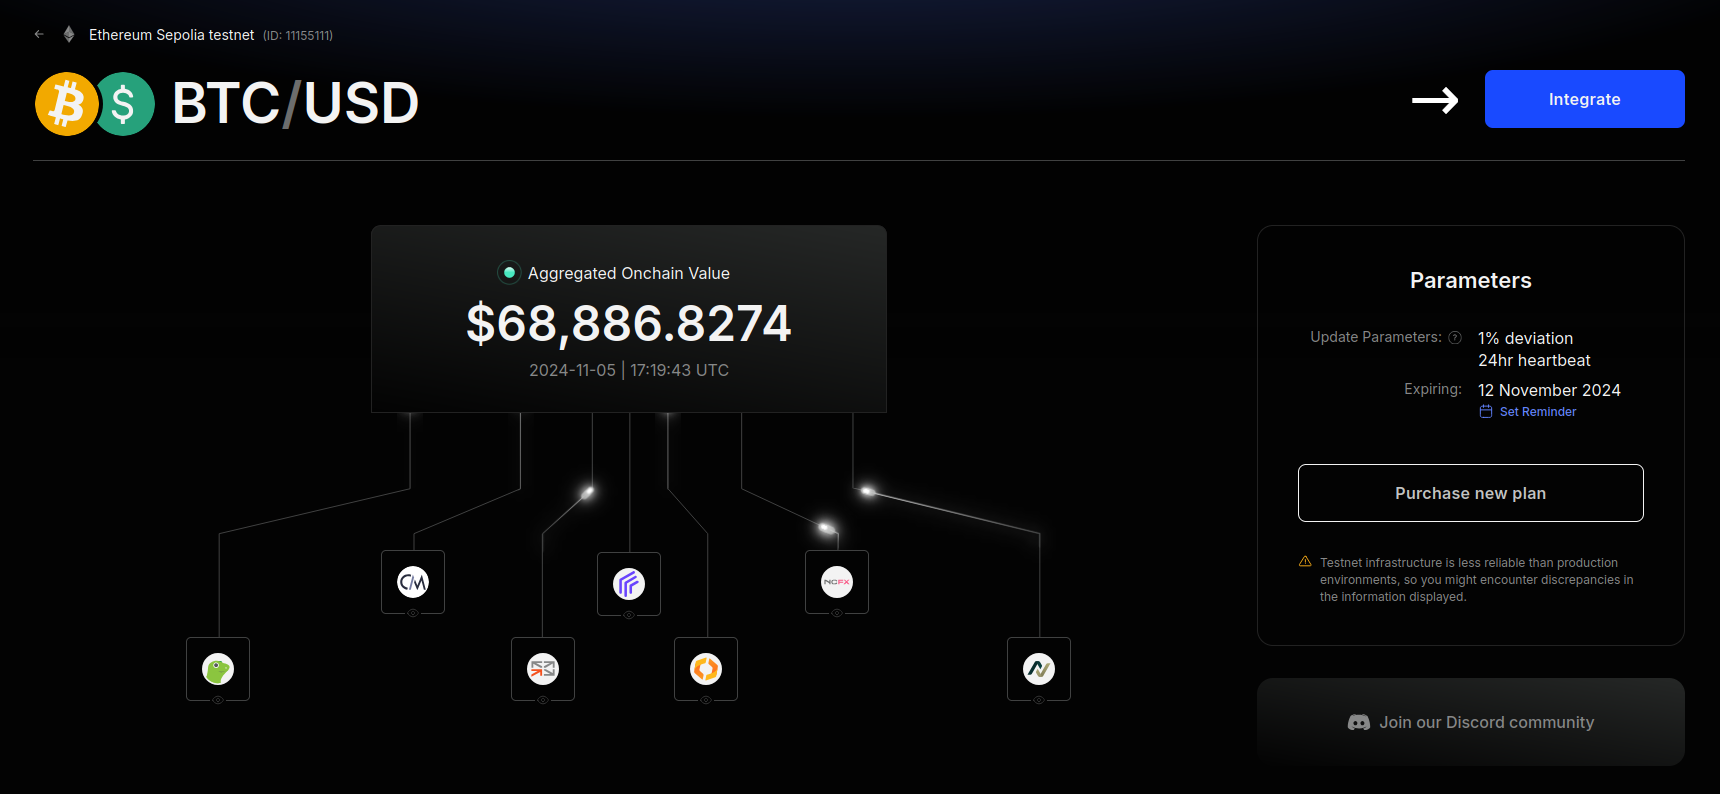 Ethereum Sepolia testnet (ID: 11155111)
BTC/USD
Integrate
Aggregated Onchain Value
$68,886.8274
2024-11-05 | 17:19:43 UTC
C/M
NCFX
Parameters
Update Parameters: 1% deviation
24hr heartbeat
Expiring: 12 November 2024
Set Reminder
Purchase new plan
Testnet infrastructure is less reliable than production
environments, so you might encounter discrepancies in
the information displayed.
Join our Discord community